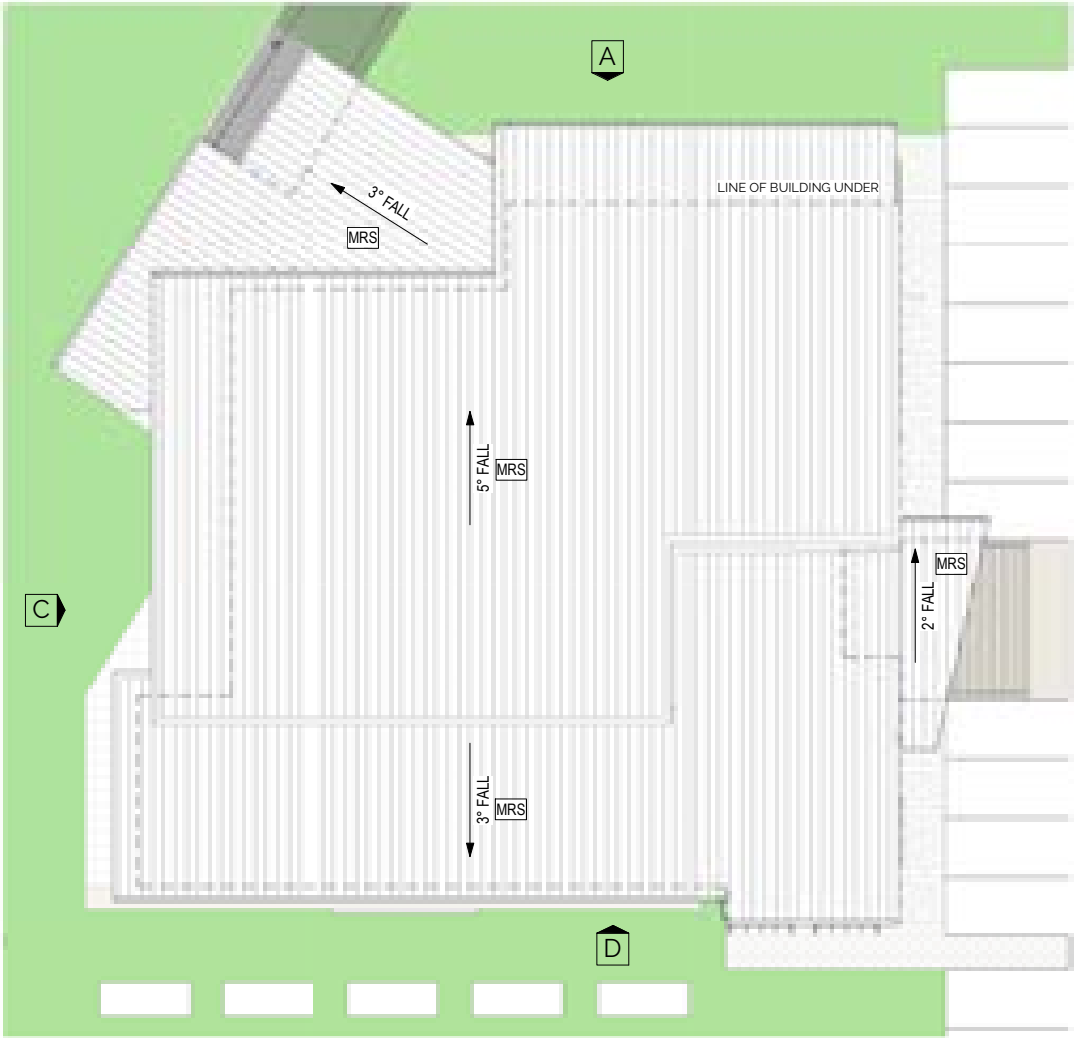 A
LINE OF BUILDING UNDER
3° FALL
MRS
5° FALL
MRS
MRS
2° FALL
C
3° FALL
MRS
D